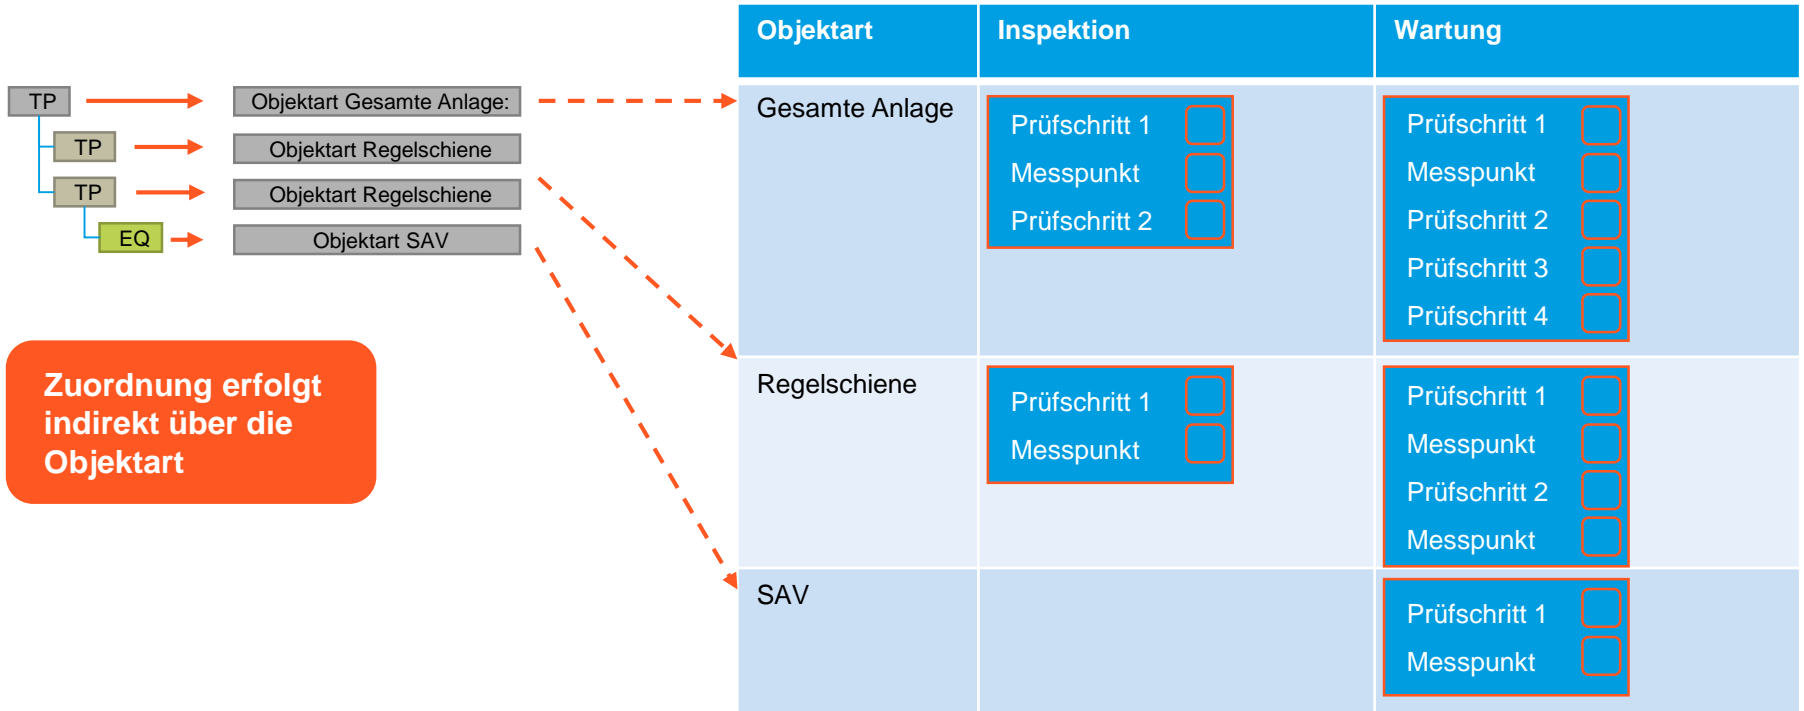 TP
Objektart Gesamte Anlage:
TP
Objektart Regelschiene
TP
Objektart Regelschiene
EQ
Objektart SAV
Zuordnung erfolgt
indirekt über die
Objektart
Objektart
Inspektion
Wartung
Gesamte Anlage
Prüfschritt 1
Messpunkt
Prüfschritt 2
Prüfschritt 1
Messpunkt
Prüfschritt 2
Prüfschritt 3
Prüfschritt 4
Regelschiene
Prüfschritt 1
Messpunkt
Prüfschritt 1
Messpunkt
Prüfschritt 2
Messpunkt
SAV
Prüfschritt 1
Messpunkt